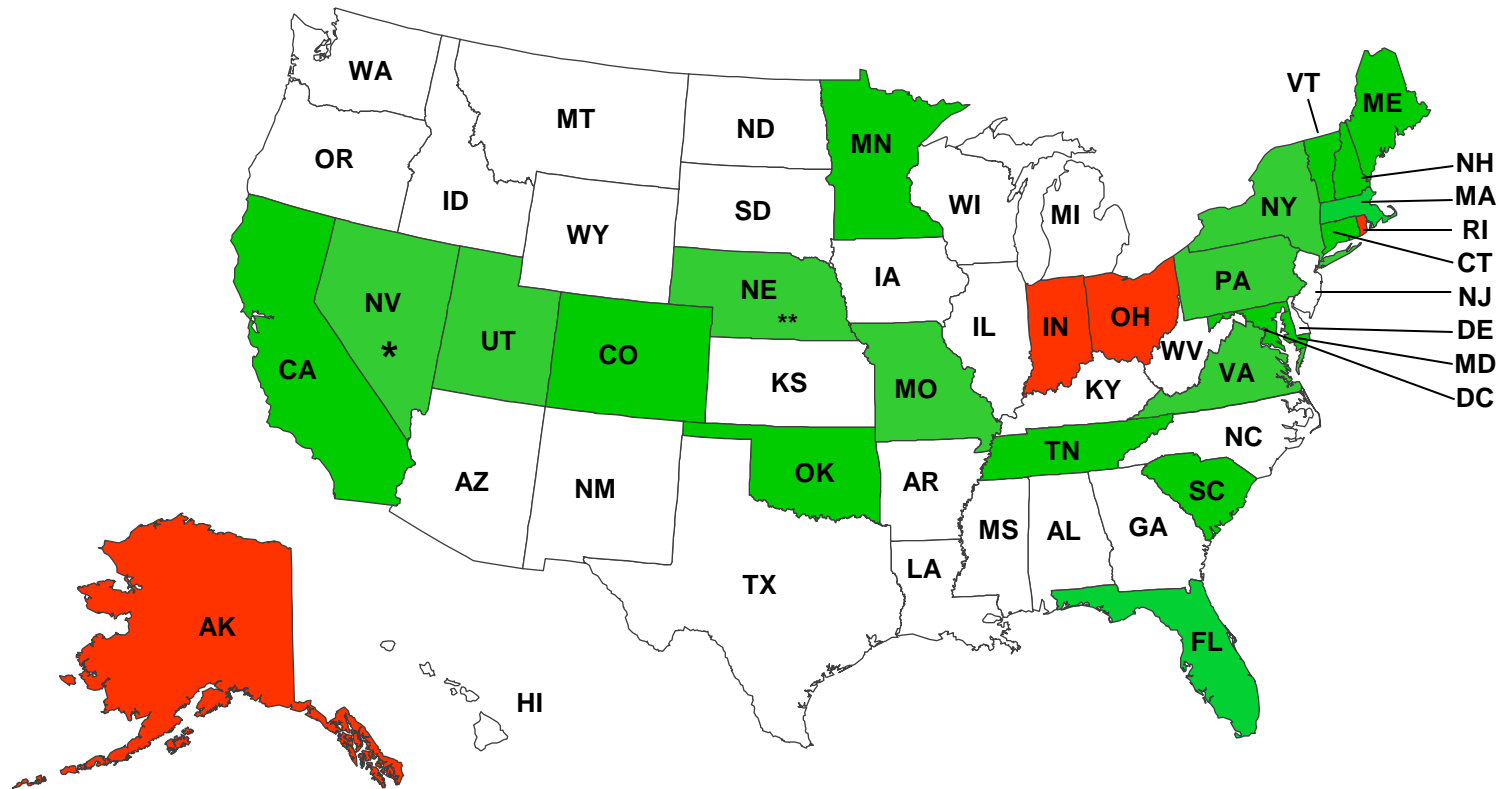 WA
MT
ND
MN
VT
ME
OR
ID
SD
WI
MI
NY
NH
MA
WY
RI
CT
NV
*
NE
**
IA
PA
NJ
UT
CO
IL
IN
OH
DE
CA
KS
MO
WV
VA
MD
KY
DC
AZ
NM
OK
AR
TN
NC
SC
MS
AL
GA
TX
LA
FL
AK
HI